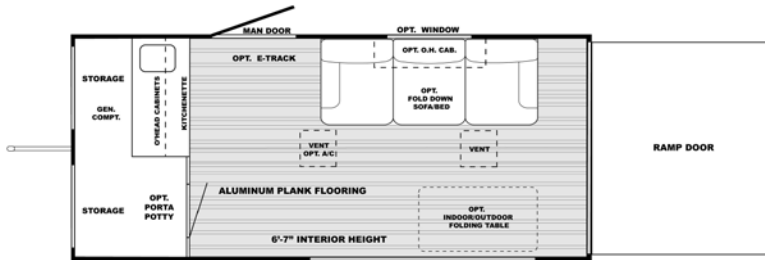 MAN DOOR
OPT. WINDOW
OPT. E-TRACK
OPT. O.H. CAB.
STORAGE
GEN.
COMPT.
O'HEAD CABINETS
KITCHENETTE
OPT.
FOLD DOWN
SOFA/BED
VENT
OPT. A/C
VENT
RAMP DOOR
ALUMINUM PLANK FLOORING
STORAGE
OPT.
PORTA
POTTY
OPT.
INDOOR/OUTDOOR
FOLDING TABLE
6'-7" INTERIOR HEIGHT